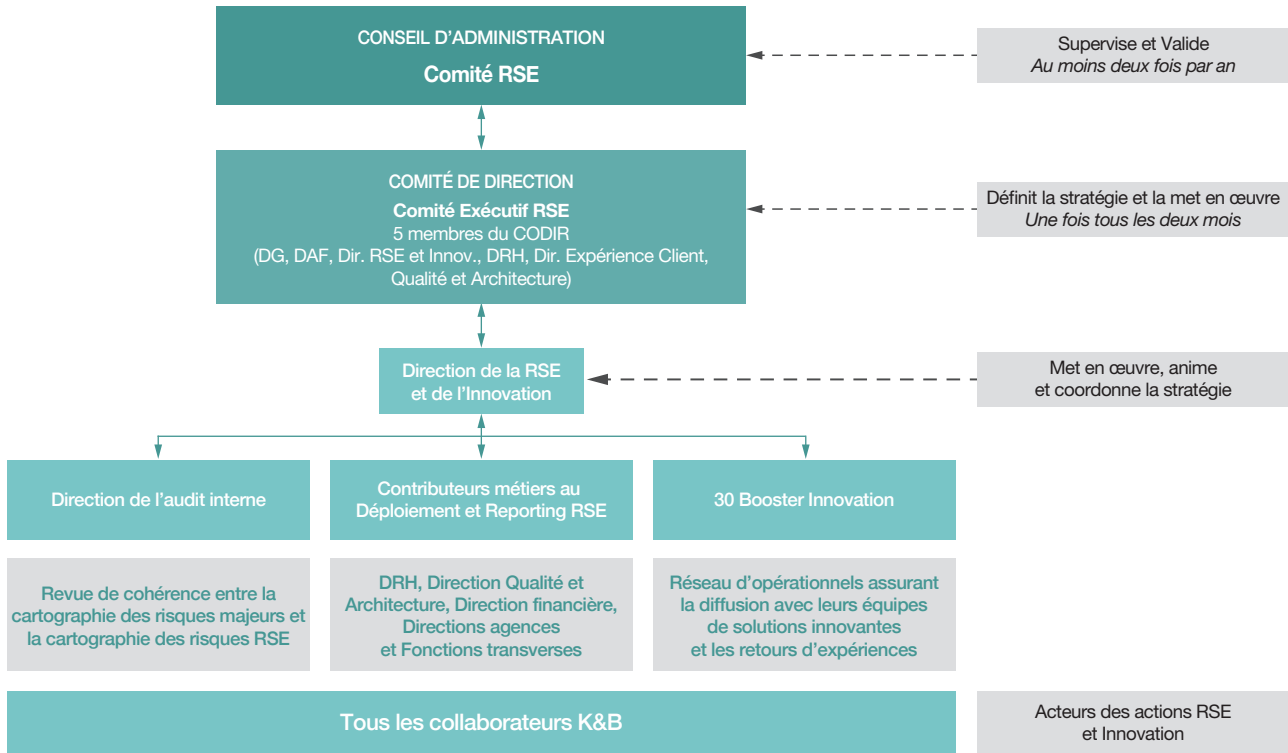 CONSEIL D’ADMINISTRATION
Comité RSE
Supervise et Valide
Au moins deux fois par an
COMITÉ DE DIRECTION
Comité Exécutif RSE
5 membres du CODIR
(DG, DAF, Dir. RSE et Innov., DRH, Dir. Expérience Client,
Qualité et Architecture)
Définit la stratégie et la met en œuvre
Une fois tous les deux mois
Direction de la RSE
et de l’Innovation
Met en œuvre, anime
et coordonne la stratégie
Direction de l’audit interne
Contributeurs métiers au
Déploiement et Reporting RSE
30 Booster Innovation
Revue de cohérence entre la
cartographie des risques majeurs et
la cartographie des risques RSE
DRH, Direction Qualité et
Architecture, Direction financière,
Directions agences
et Fonctions transverses
Réseau d’opérationnels assurant
la diffusion avec leurs équipes
de solutions innovantes
et les retours d’expériences
Tous les collaborateurs K&B
Acteurs des actions RSE
et Innovation